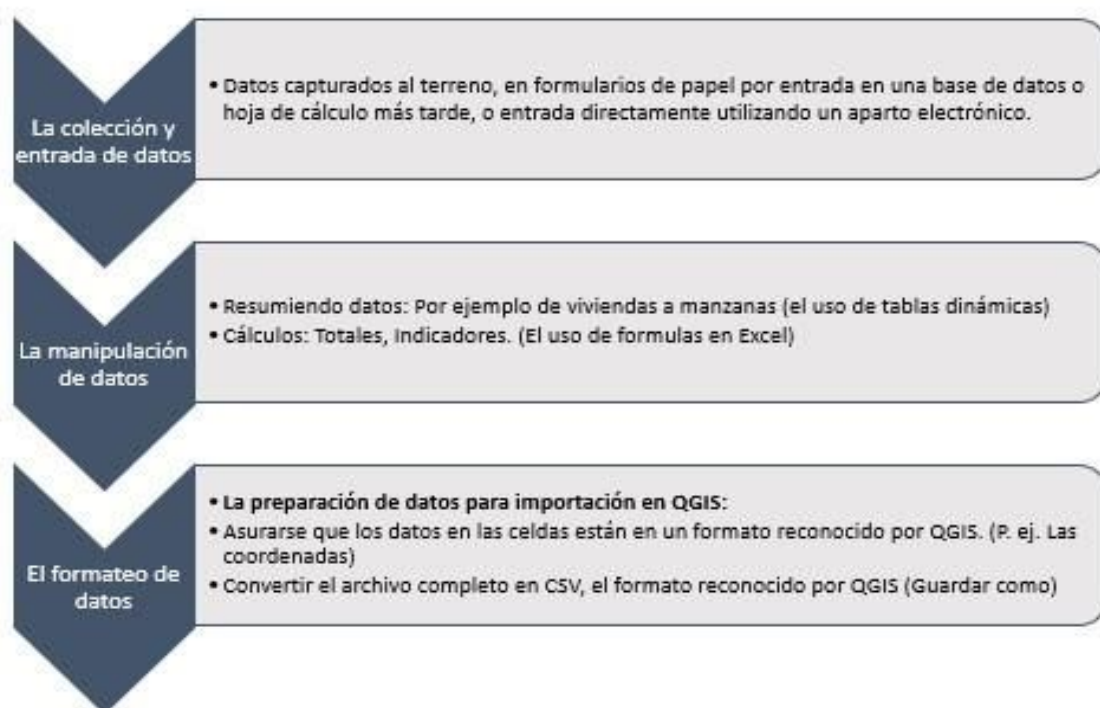 La colección y
entrada de datos
• Datos capturados al terreno, en formularios de papel por entrada en una base de datos o
hoja de cálculo más tarde, o entrada directamente utilizando un aparto electrónico.
La manipulación
de datos
• Resumiendo datos: Por ejemplo de viviendas a manzanas (el uso de tablas dinámicas)
• Cálculos: Totales, Indicadores. (El uso de formulas en Excel)
El formateo de
datos
• La preparación de datos para importación en QGIS:
• Asurarse que los datos en las celdas están en un formato reconocido por QGIS. (P. ej. Las
coordenadas)
• Convertir el archivo completo en CSV, el formato reconocido por QGIS (Guardar como)